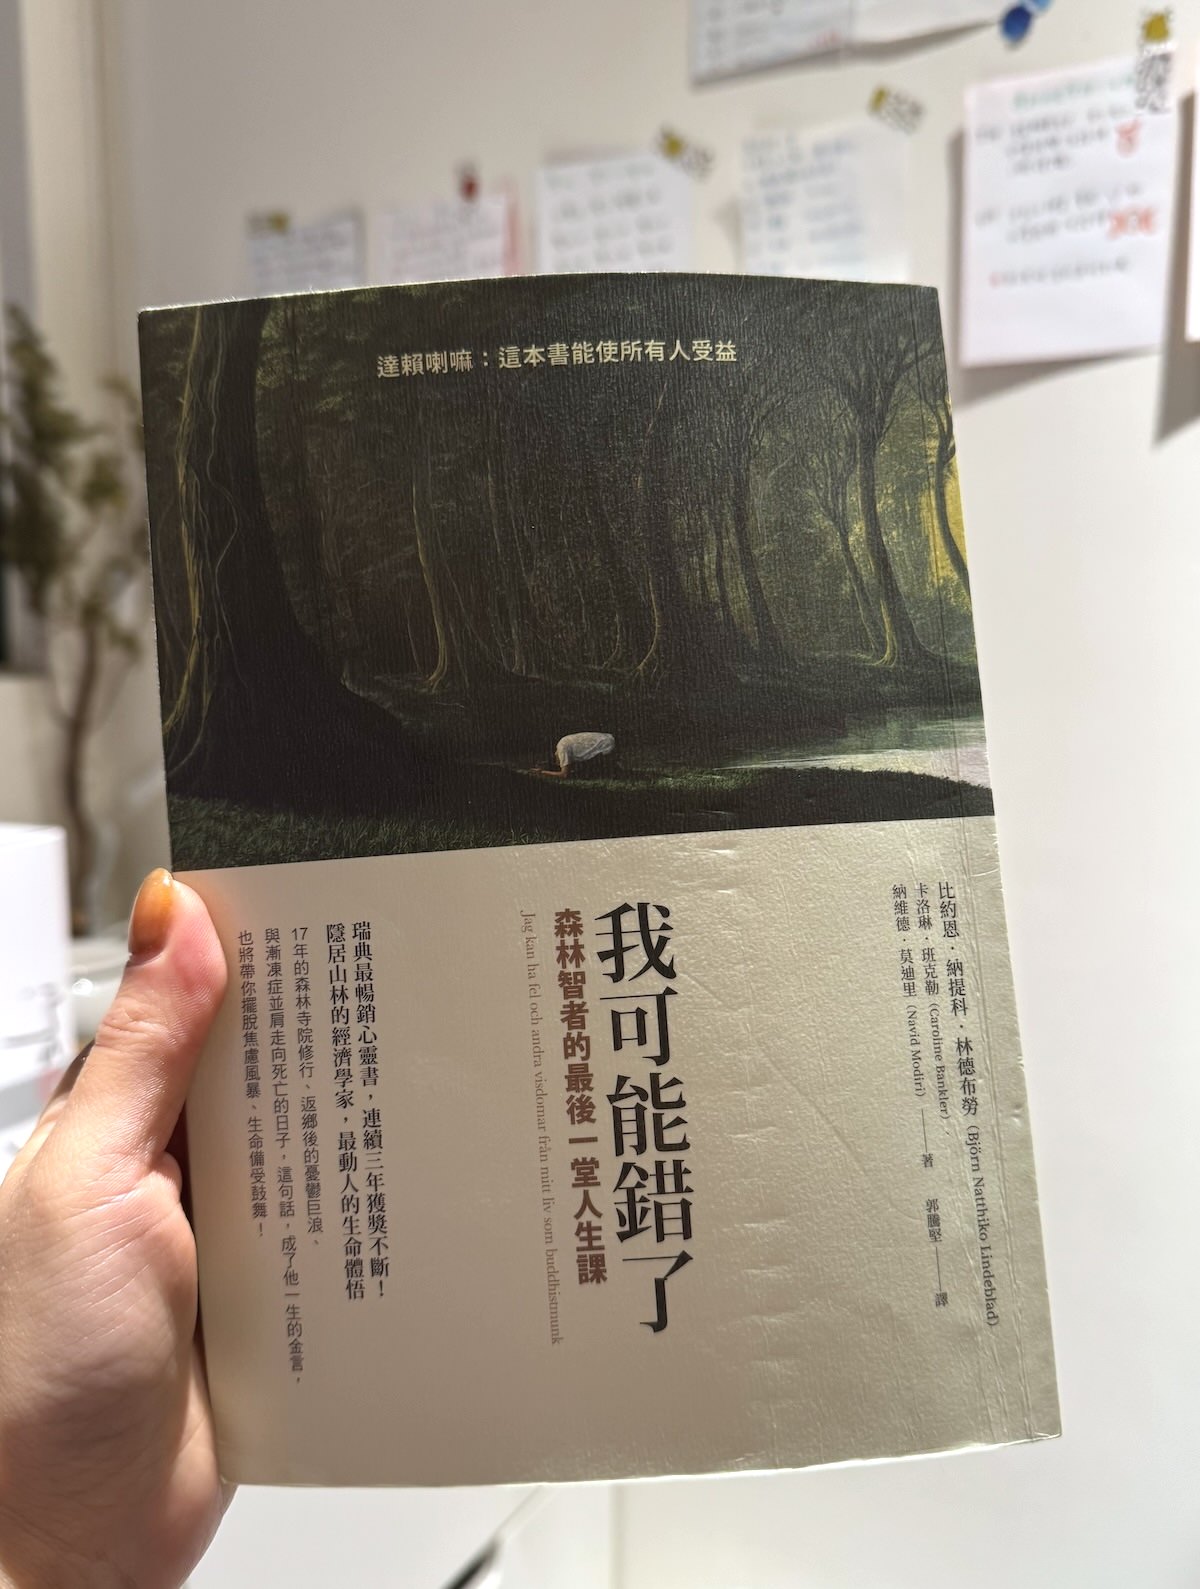 達賴喇嘛：這本書能使所有人受益
比約恩．納提科．林德布勞（Björn Natthiko Lindeblad）
卡洛琳．班克勒（Caroline Bankler）．
納維德．莫迪里（Navid Modiri）——著
郭騰堅——譯
我可能錯了
森林智者的最後一堂人生課
Jag kan ha fel och andra visdomar från mitt liv som buddhistmunk
瑞典最暢銷心靈書，連續三年獲獎不斷！
隱居山林的經濟學家，最動人的生命體悟
17年的森林寺院修行、返鄉後的憂鬱巨浪、
與漸凍症並肩走向死亡的日子，這句話，成了他一生的金言，
也將帶你擺脫焦慮風暴、生命備受鼓舞！